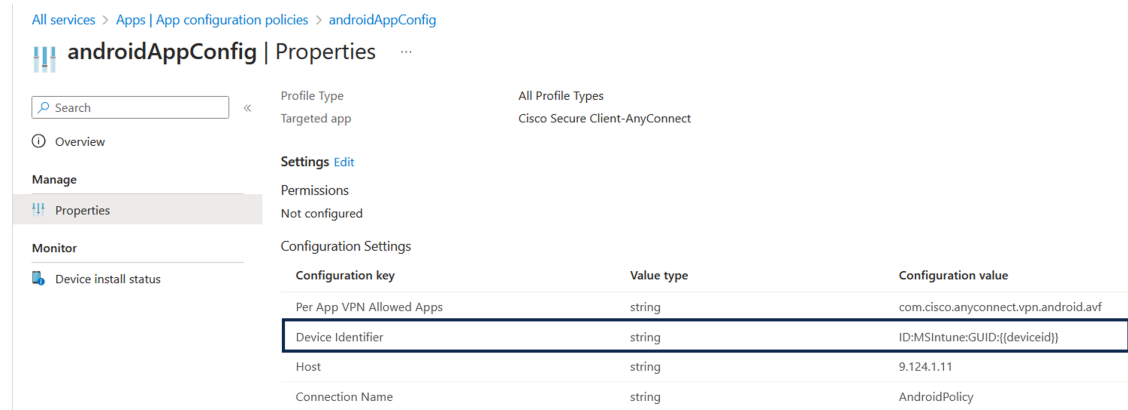 All services > Apps | App configuration policies > androidAppConfig
androidAppConfig | Properties ...
Search
«
Overview
Manage
Properties
Monitor
Device install status
Profile Type All Profile Types
Targeted app Cisco Secure Client-AnyConnect
Settings Edit
Permissions
Not configured
Configuration Settings
Configuration key Value type Configuration value
Per App VPN Allowed Apps string com.cisco.anyconnect.vpn.android.avf
Device Identifier string ID:MSIntune:GUID:{{deviceid}}
Host string 9.124.1.11
Connection Name string AndroidPolicy